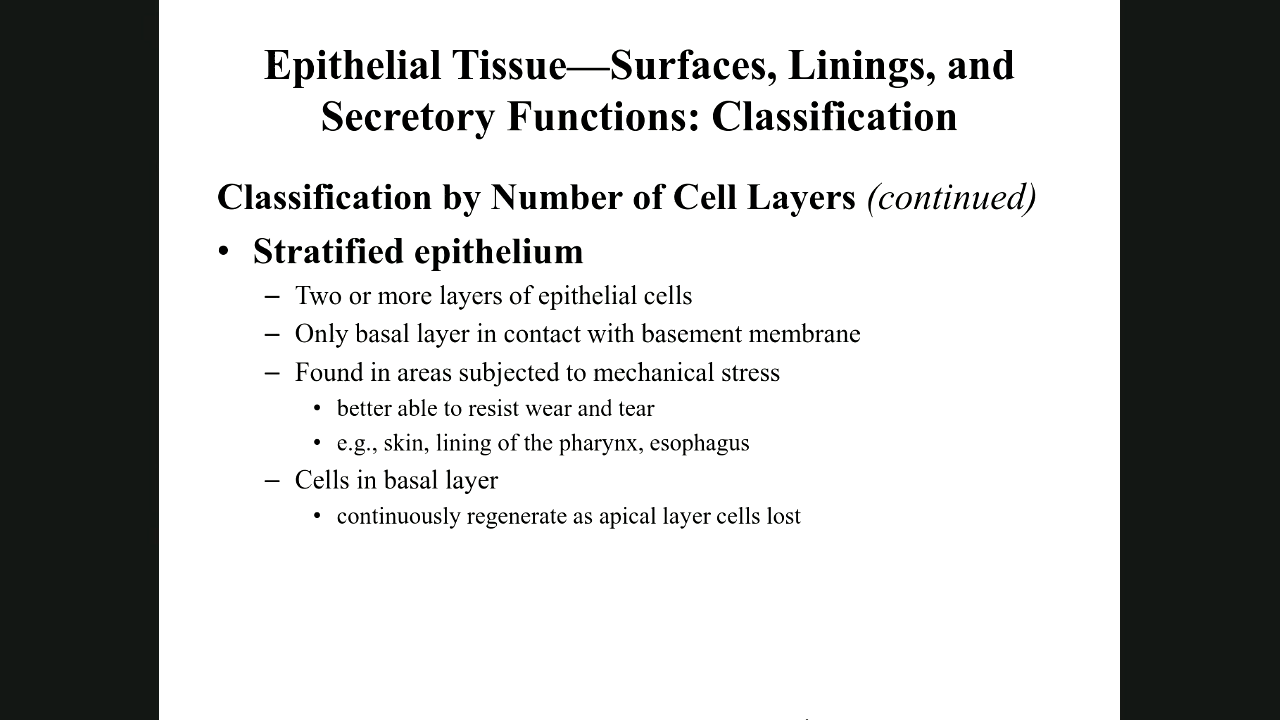 Epithelial Tissue—Surfaces, Linings, and
Secretory Functions: Classification
Classification by Number of Cell Layers (continued)
• Stratified epithelium
– Two or more layers of epithelial cells
– Only basal layer in contact with basement membrane
– Found in areas subjected to mechanical stress
• better able to resist wear and tear
• e.g., skin, lining of the pharynx, esophagus
– Cells in basal layer
• continuously regenerate as apical layer cells lost